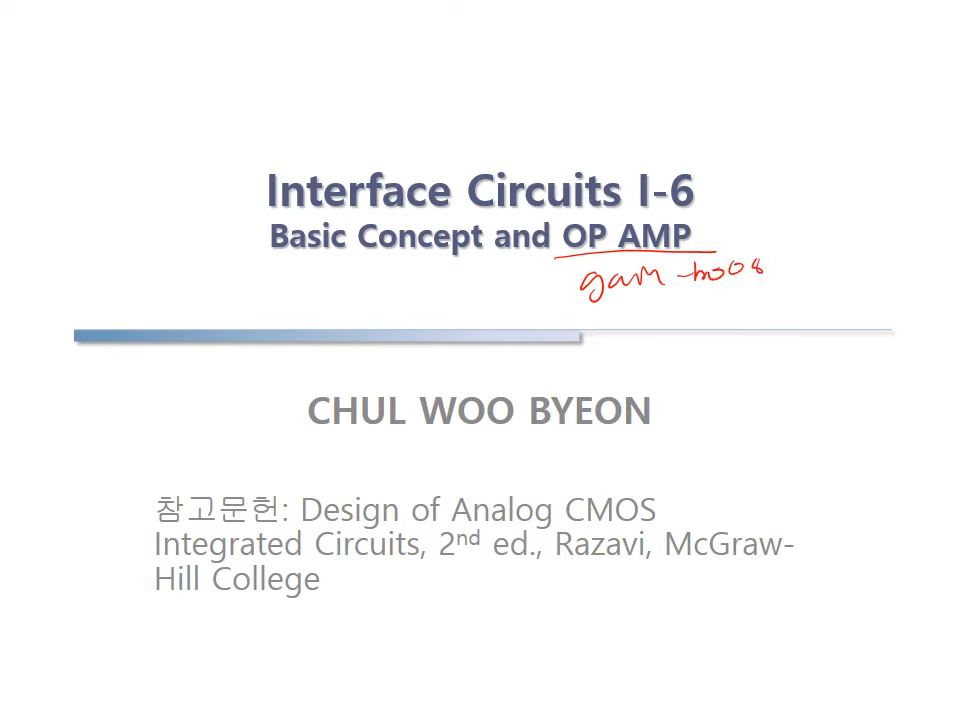 Interface Circuits I-6
Basic Concept and OP AMP
CHUL WOO BYEON
참고문헌: Design of Analog CMOS
Integrated Circuits, 2nd ed., Razavi, McGraw-
Hill College